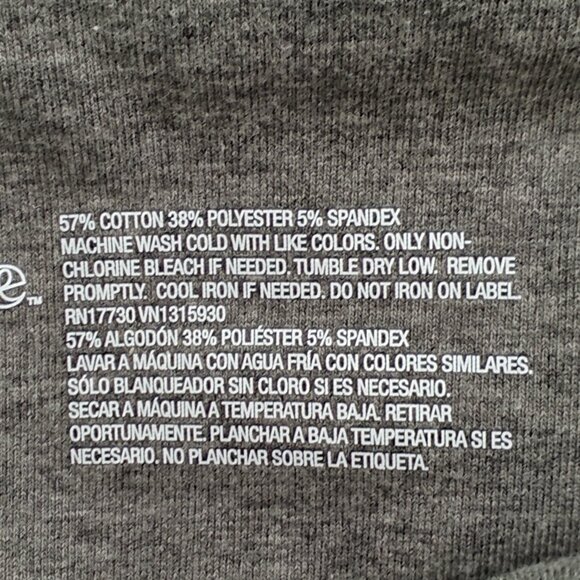 57% COTTON 38% POLYESTER 5% SPANDEX
MACHINE WASH COLD WITH LIKE COLORS. ONLY NON-
CHLORINE BLEACH IF NEEDED. TUMBLE DRY LOW. REMOVE
PROMPTLY. COOL IRON IF NEEDED. DO NOT IRON ON LABEL.
RN17730 VN1315930
57% ALGODÓN 38% POLIÉSTER 5% SPANDEX
LAVAR A MÁQUINA CON AGUA FRÍA CON COLORES SIMILARES.
SÓLO BLANQUEADOR SIN CLORO SI ES NECESARIO.
SECAR A MÁQUINA A TEMPERATURA BAJA. RETIRAR
OPORTUNAMENTE. PLANCHAR A BAJA TEMPERATURA SI ES
NECESARIO. NO PLANCHAR SOBRE LA ETIQUETA.